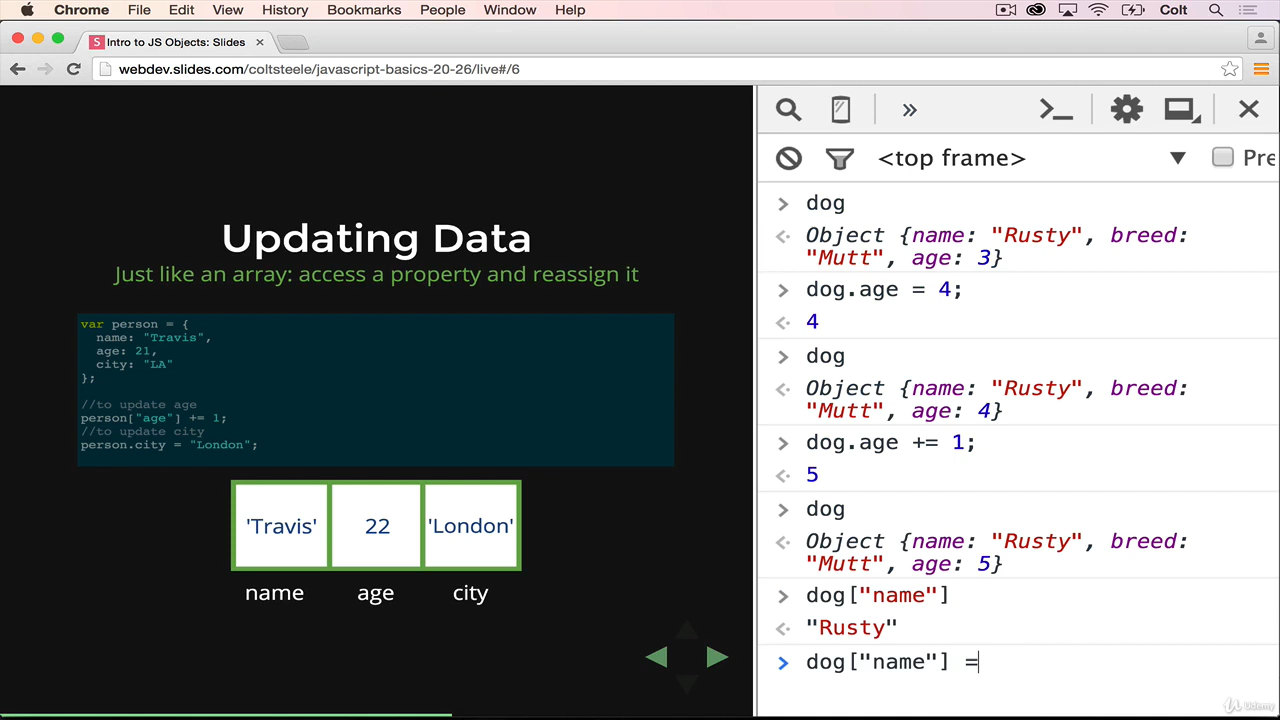 Chrome File Edit View History Bookmarks People Window Help Colt
Intro to JS Objects: Slides
webdev.slides.com/coltsteele/javascript-basics-20-26/live#/6
Updating Data
Just like an array: access a property and reassign it
var person = {
name: "Travis",
age: 21,
city: "LA"
};
//to update age
person["age"] += 1;
//to update city
person.city = "London";
'Travis' 22 'London'
name age city
<top frame> Pre
> dog
Object {name: "Rusty", breed:
"Mutt", age: 3}
> dog.age = 4;
4
> dog
Object {name: "Rusty", breed:
"Mutt", age: 4}
> dog.age += 1;
5
> dog
Object {name: "Rusty", breed:
"Mutt", age: 5}
> dog["name"]
"Rusty"
> dog["name"] =
Udemy